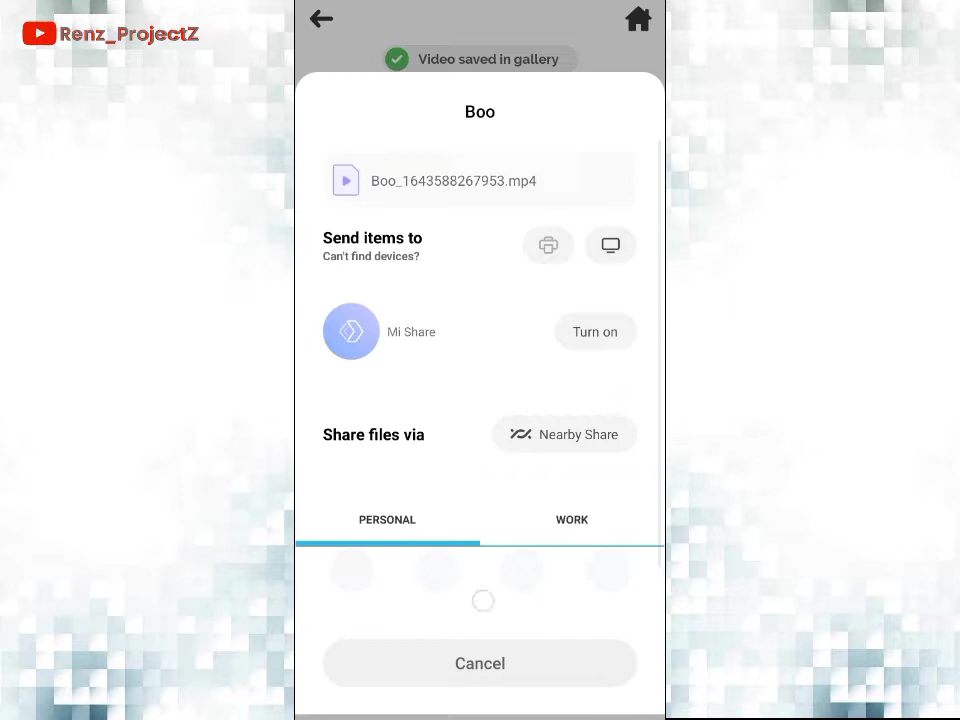 Renz_ProjectZ
Video saved in gallery
Boo
Boo_1643588267953.mp4
Send items to
Can't find devices?
Mi Share
Turn on
Share files via
Nearby Share
PERSONAL
WORK
Cancel